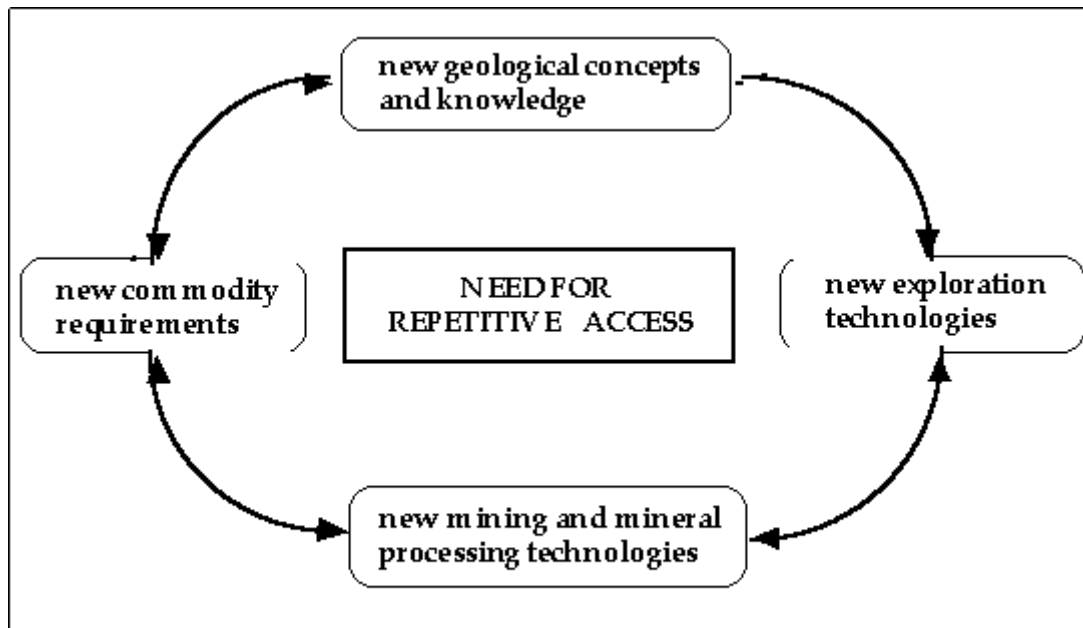 new geological concepts
and knowledge
new commodity
requirements
NEED FOR
REPETITIVE ACCESS
new exploration
technologies
new mining and mineral
processing technologies